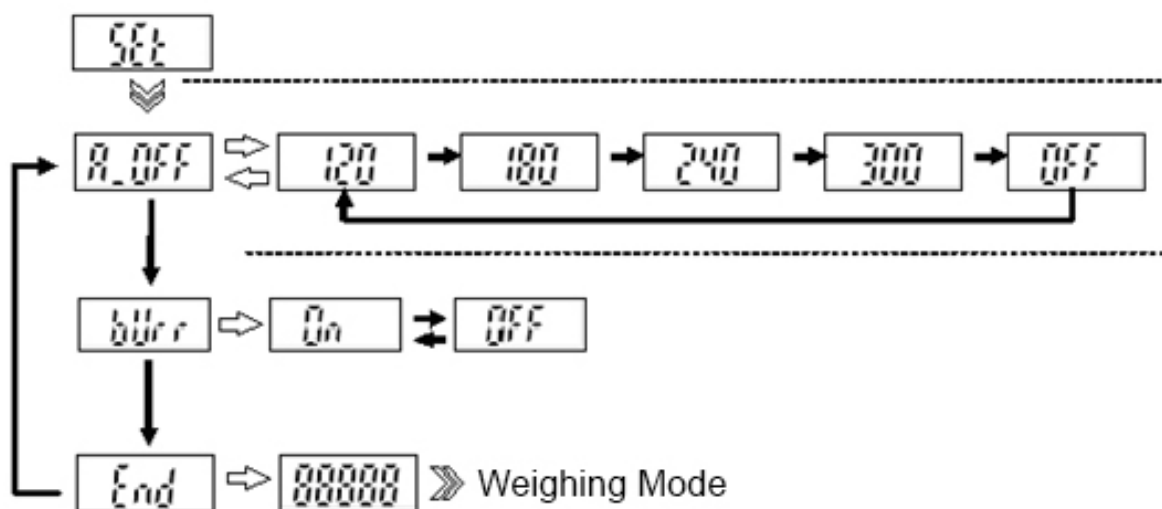 SEt
A_OFF 120 180 240 300 OFF
bUrr On OFF
End 88888 Weighing Mode